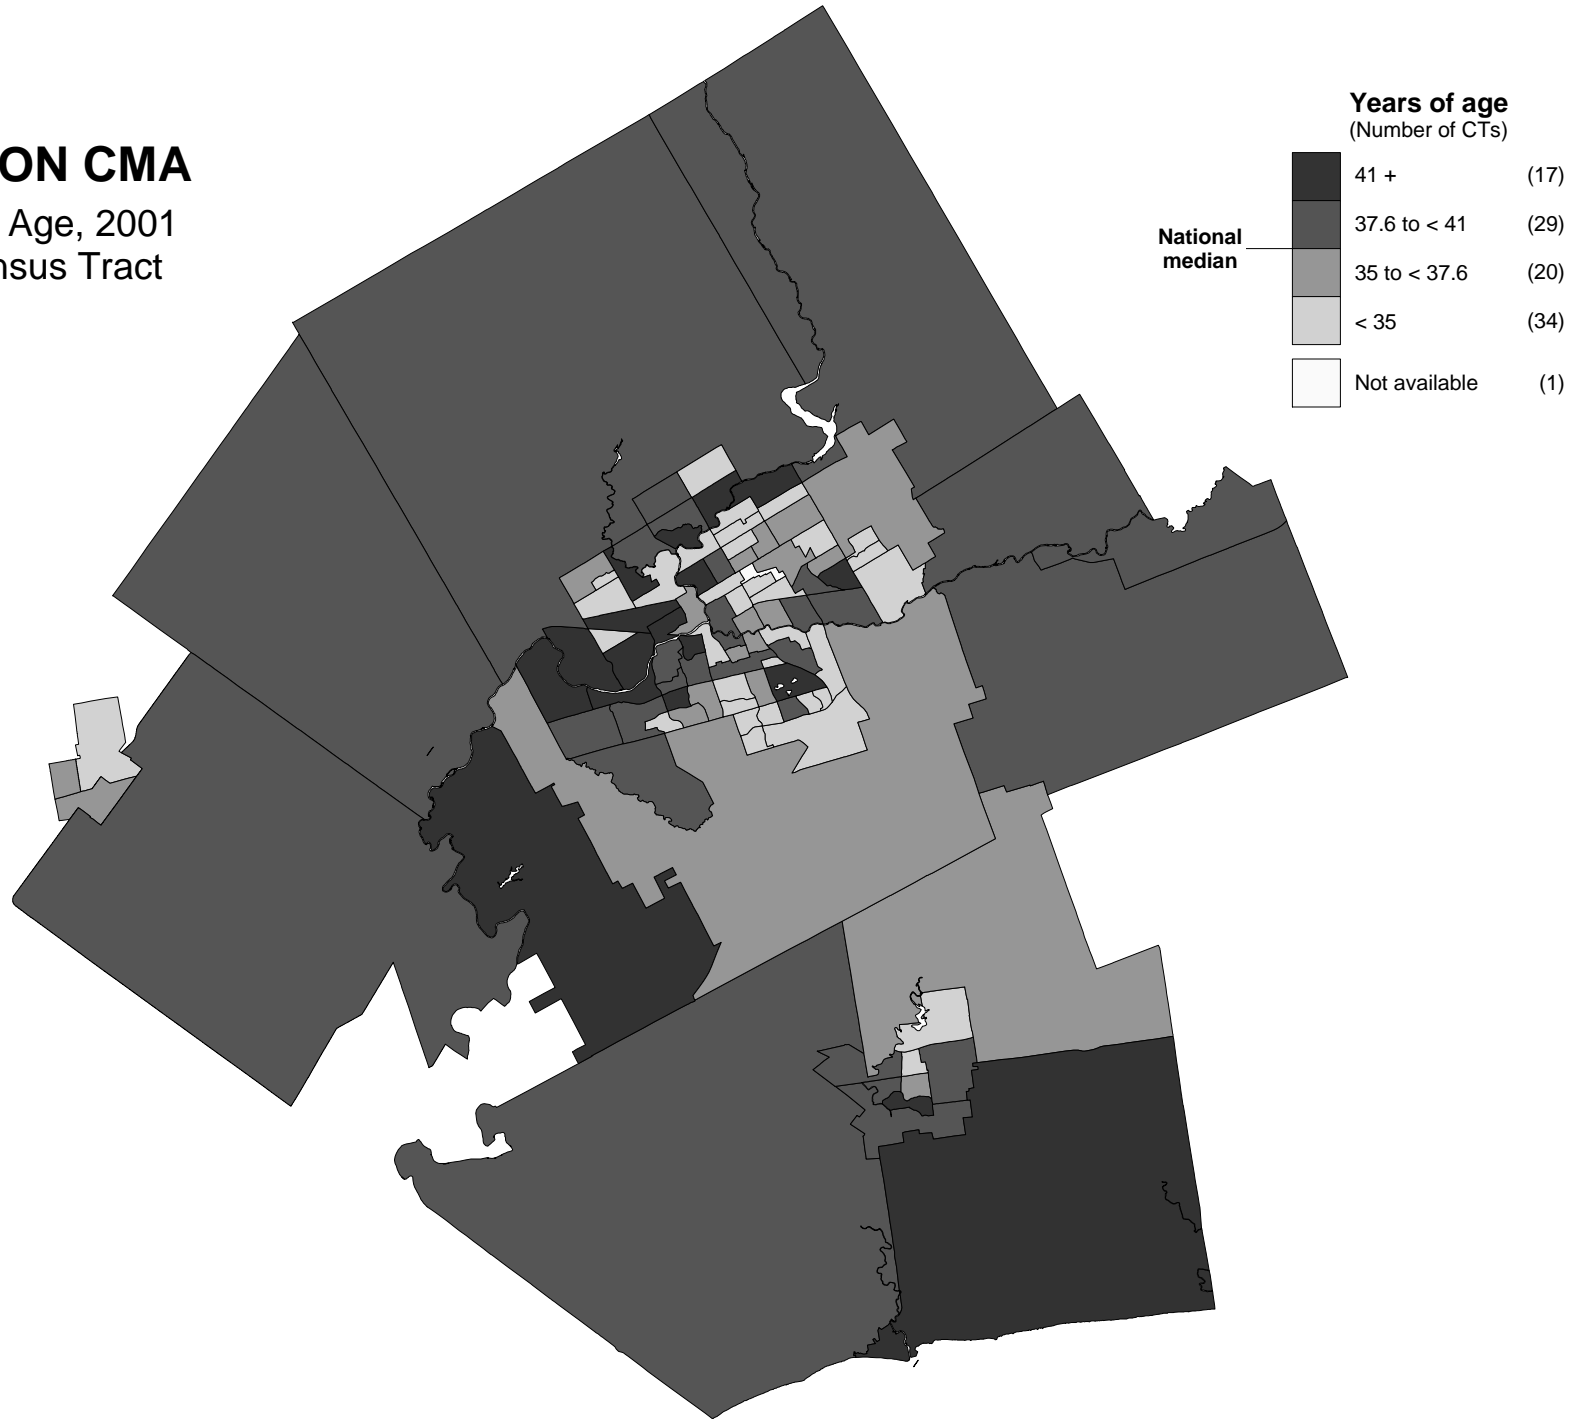 ON CMA
Age, 2001
nsus Tract
Years of age
(Number of CTs)
41 + (17)
37.6 to < 41 (29)
National
median
35 to < 37.6 (20)
< 35 (34)
Not available (1)